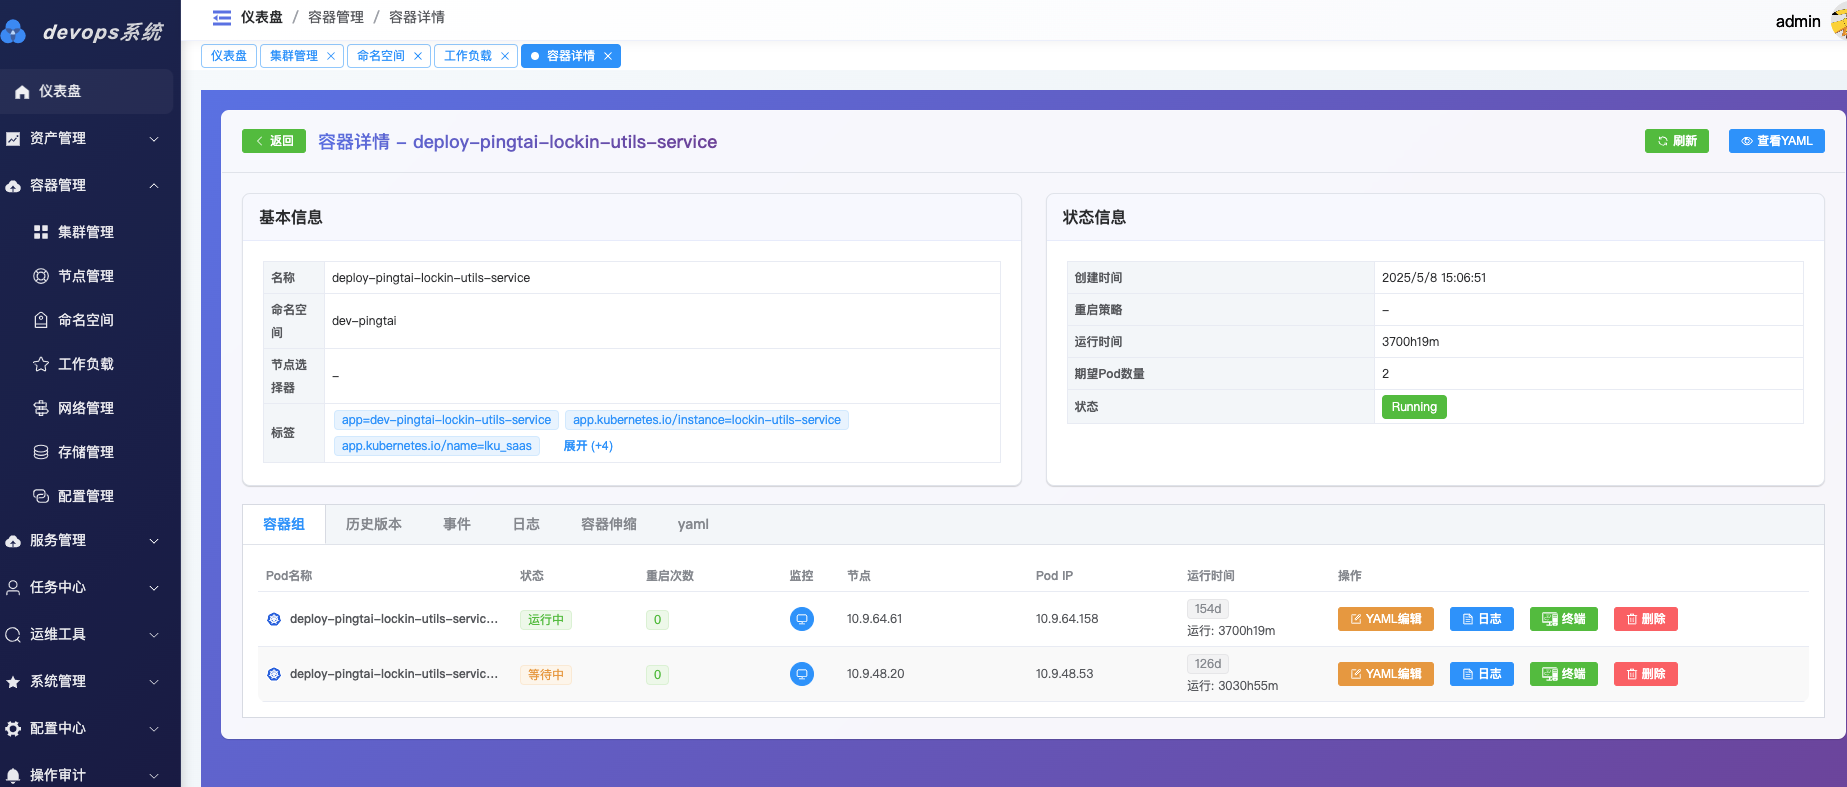 devops系统
仪表盘 / 容器管理 / 容器详情
admin
仪表盘
集群管理 ×
命名空间 ×
工作负载 ×
容器详情 ×
仪表盘
资产管理
容器管理
集群管理
节点管理
命名空间
工作负载
网络管理
存储管理
配置管理
服务管理
任务中心
运维工具
系统管理
配置中心
操作审计
返回
容器详情 - deploy-pingtai-lockin-utils-service
刷新
查看YAML
基本信息
名称 deploy-pingtai-lockin-utils-service
命名空
间
dev-pingtai
节点选
择器
-
标签
app=dev-pingtai-lockin-utils-service app.kubernetes.io/instance=lockin-utils-service
app.kubernetes.io/name=lku_saas 展开 (+4)
状态信息
创建时间 2025/5/8 15:06:51
重启策略 -
运行时间 3700h19m
期望Pod数量 2
状态 Running
容器组 历史版本 事件 日志 容器伸缩 yaml
Pod名称 状态 重启次数 监控 节点 Pod IP 运行时间 操作
deploy-pingtai-lockin-utils-servic... 运行中 0 10.9.64.61 10.9.64.158 154d
运行: 3700h19m
YAML编辑 日志 终端 删除
deploy-pingtai-lockin-utils-servic... 等待中 0 10.9.48.20 10.9.48.53 126d
运行: 3030h55m
YAML编辑 日志 终端 删除